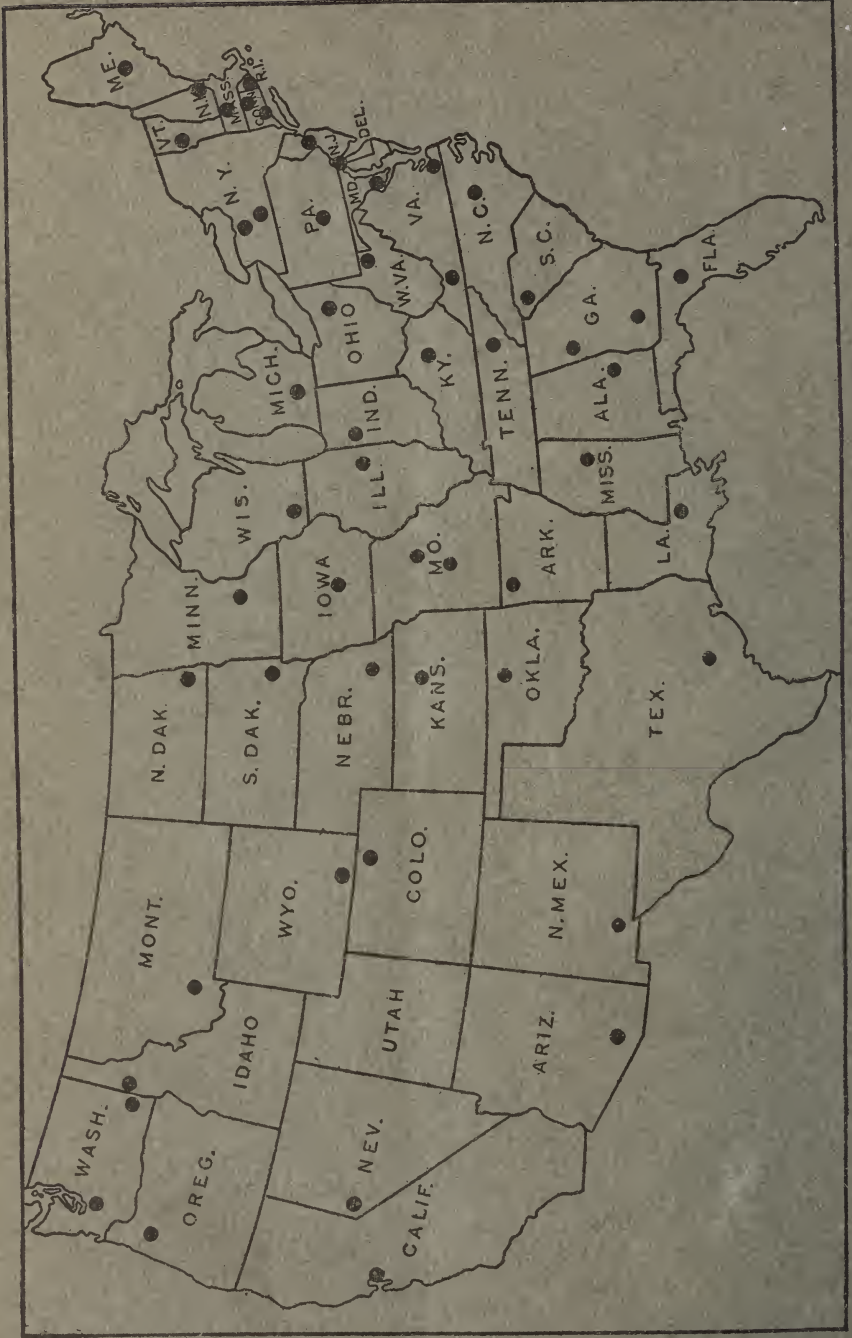 WASH.
OREG.
CALIF.
NEV.
IDAHO
MONT.
WYO.
UTAH
ARIZ.
COLO.
N. MEX.
N. DAK.
S. DAK.
NEBR.
KANS.
OKLA.
TEX.
MINN.
IOWA
MO.
ARK.
LA.
WIS.
ILL.
MISS.
MICH.
IND.
OHIO
KY.
TENN.
ALA.
GA.
FLA.
S.C.
N.C.
VA.
W.VA.
MD.
DEL.
N.J.
PA.
N.Y.
VT.
N.H.
MASS.
CONN.
R.I.
ME.